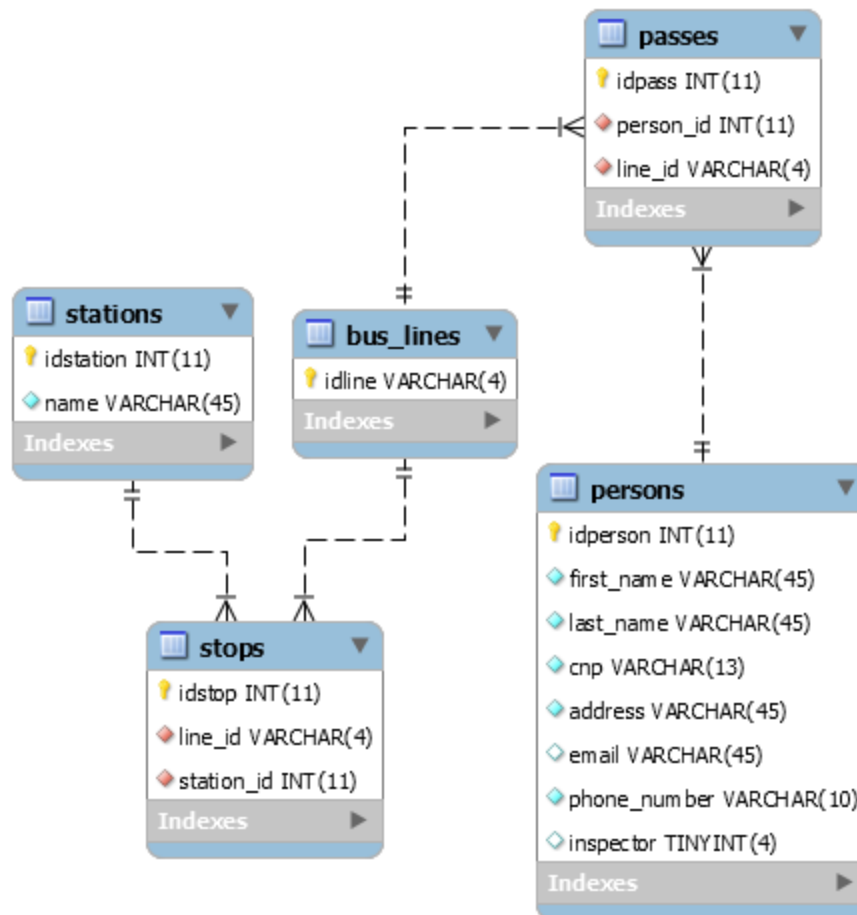 passes
idpass INT(11)
person_id INT(11)
line_id VARCHAR(4)
Indexes
stations
idstation INT(11)
name VARCHAR(45)
Indexes
bus_lines
idline VARCHAR(4)
Indexes
stops
idstop INT(11)
line_id VARCHAR(4)
station_id INT(11)
Indexes
persons
idperson INT(11)
first_name VARCHAR(45)
last_name VARCHAR(45)
cnp VARCHAR(13)
address VARCHAR(45)
email VARCHAR(45)
phone_number VARCHAR(10)
inspector TINYINT(4)
Indexes